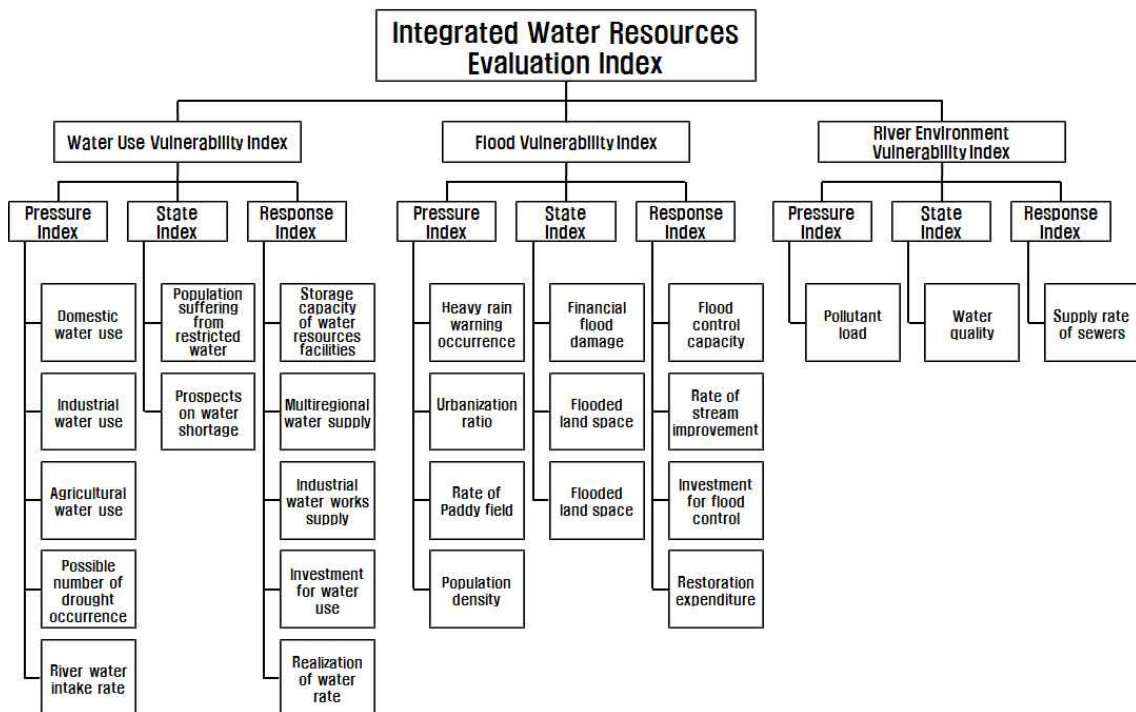 Integrated Water Resources
Evaluation Index
Water Use Vulnerability Index
Flood Vulnerability Index
River Environment
Vulnerability Index
Pressure
Index
State
Index
Response
Index
Pressure
Index
State
Index
Response
Index
Pressure
Index
State
Index
Response
Index
Domestic
water use
Industrial
water use
Agricultural
water use
Possible
number of
drought
occurrence
River water
intake rate
Population
suffering
from
restricted
water
Prospects
on water
shortage
Storage
capacity
of water
resources
facilities
Multiregional
water supply
Industrial
water works
supply
Investment
for water
use
Realization
of water
rate
Heavy rain
warning
occurrence
Urbanization
ratio
Rate of
Paddy field
Population
density
Financial
flood
damage
Flooded
land space
Flooded
land space
Flood
control
capacity
Rate of
stream
improvement
Investment
for flood
control
Restoration
expenditure
Pollutant
load
Water
quality
Supply rate
of sewers